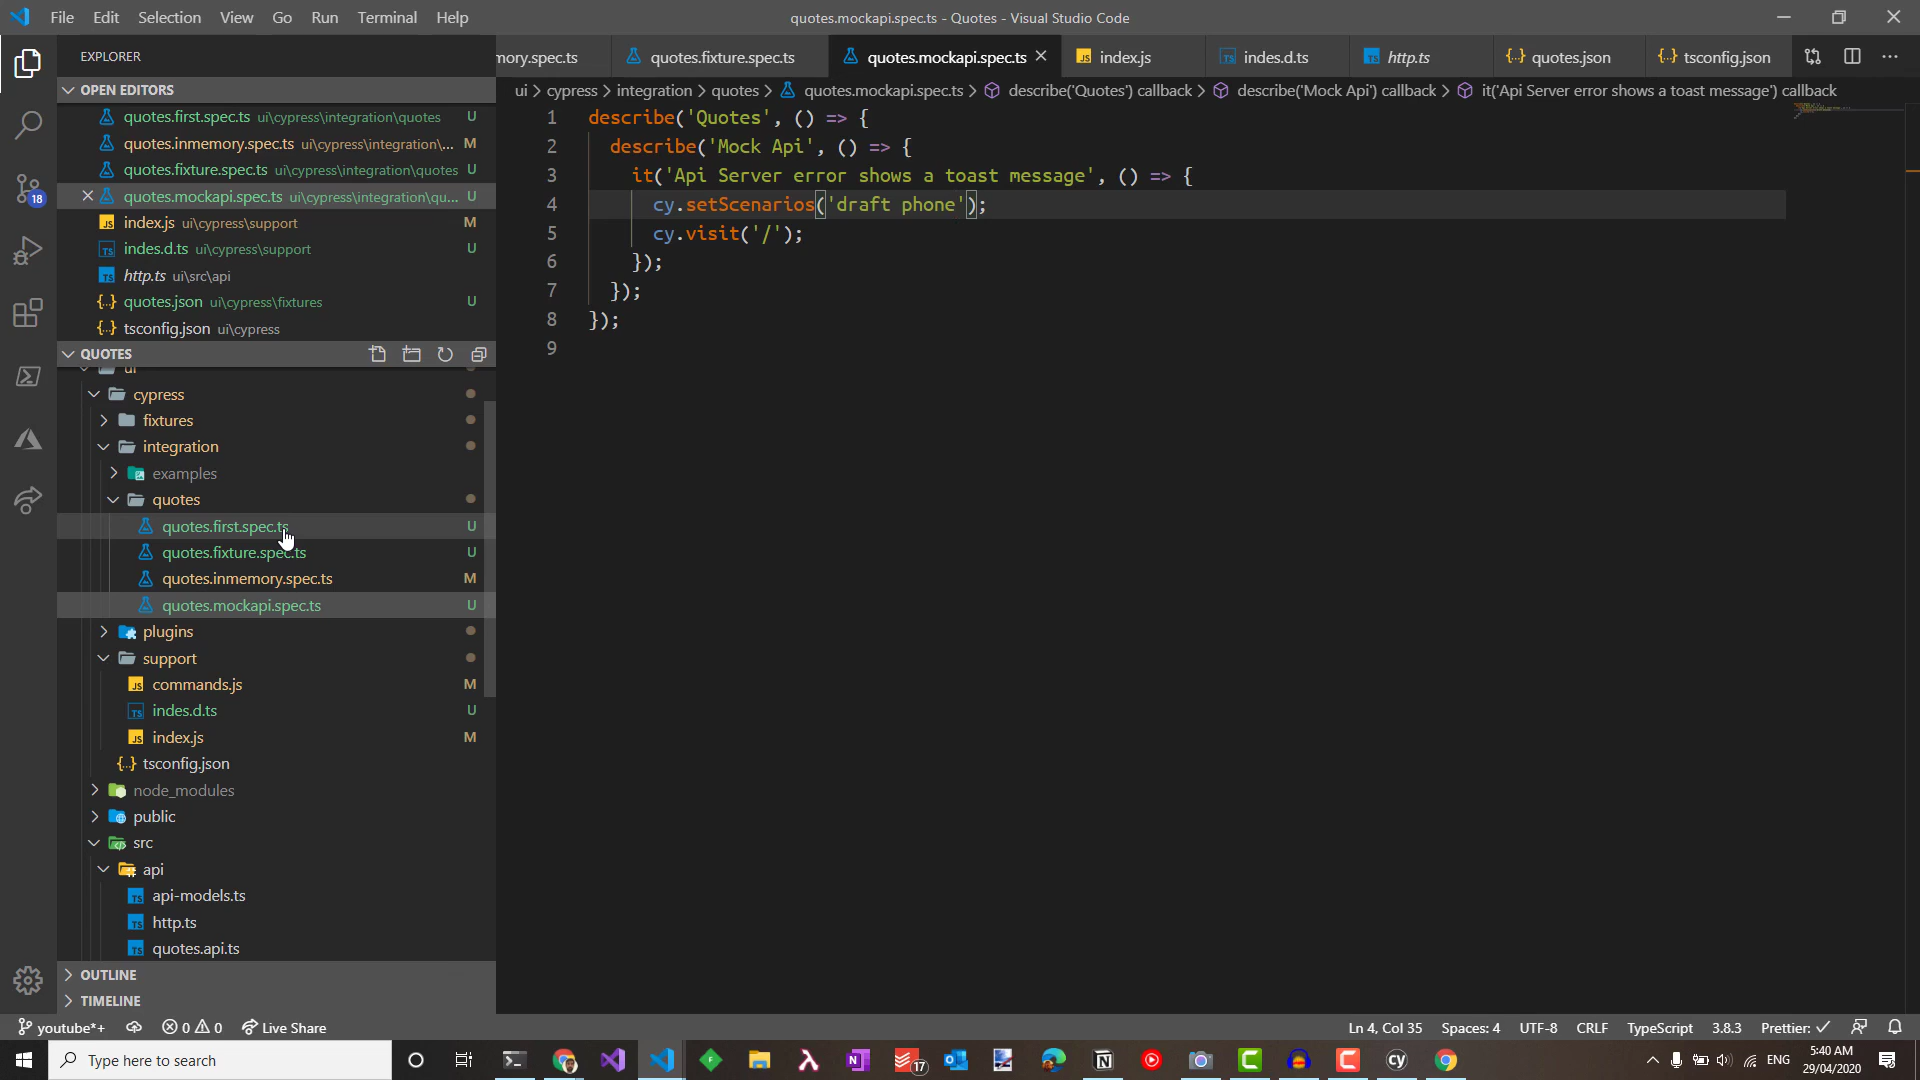 File Edit Selection View Go Run Terminal Help
quotes.mockapi.spec.ts - Quotes - Visual Studio Code
EXPLORER
OPEN EDITORS
quotes.first.spec.ts ui\cypress\integration\quotes U
quotes.inmemory.spec.ts ui\cypress\integration\... M
quotes.fixture.spec.ts ui\cypress\integration\quotes U
quotes.mockapi.spec.ts ui\cypress\integration\qu... U
index.js ui\cypress\support M
indes.d.ts ui\cypress\support U
http.ts ui\src\api
quotes.json ui\cypress\fixtures U
tsconfig.json ui\cypress
QUOTES
ui
cypress
fixtures
integration
examples
quotes
quotes.first.spec.ts U
quotes.fixture.spec.ts U
quotes.inmemory.spec.ts M
quotes.mockapi.spec.ts U
plugins
support
commands.js M
indes.d.ts U
index.js M
tsconfig.json
node_modules
public
src
api
api-models.ts
http.ts
quotes.api.ts
OUTLINE
TIMELINE
18
mory.spec.ts quotes.fixture.spec.ts quotes.mockapi.spec.ts index.js indes.d.ts http.ts quotes.json tsconfig.json
ui > cypress > integration > quotes > quotes.mockapi.spec.ts > describe('Quotes') callback > describe('Mock Api') callback > it('Api Server error shows a toast message') callback
1 describe('Quotes', () => {
2 describe('Mock Api', () => {
3 it('Api Server error shows a toast message', () => {
4 cy.setScenarios('draft phone');
5 cy.visit('/');
6 });
7 });
8 });
9
youtube*+ 0 0 Live Share
Ln 4, Col 35 Spaces: 4 UTF-8 CRLF TypeScript 3.8.3 Prettier: ✓
Type here to search
17
cy
ENG
5:40 AM
29/04/2020